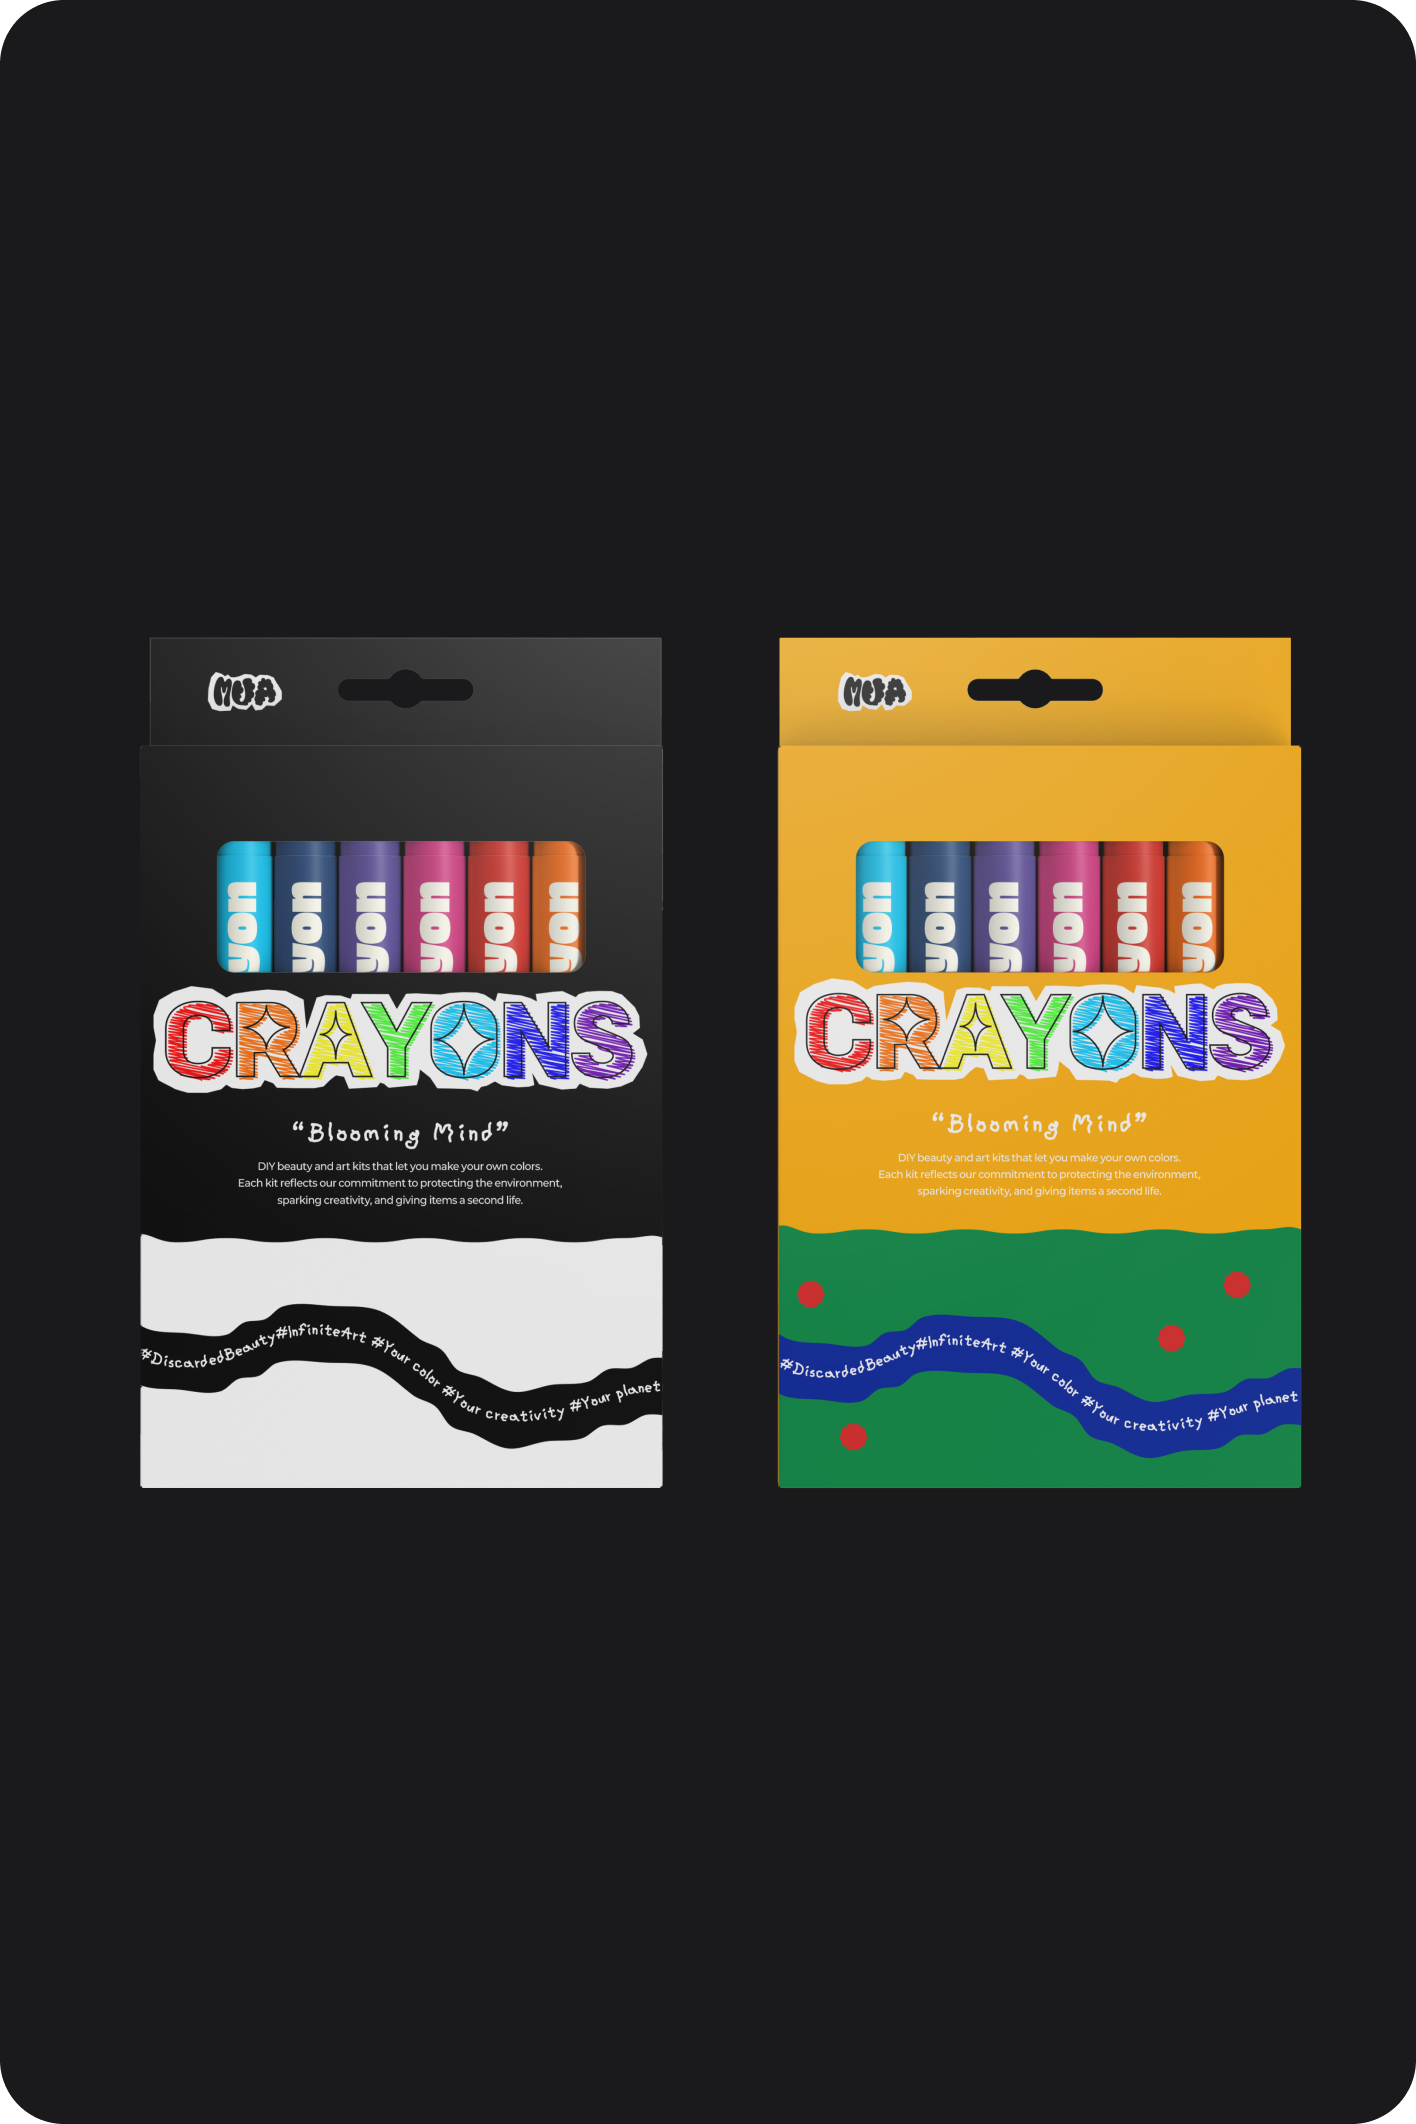 MUA
yon yon yon yon yon yon
CRAYONS
“Blooming Mind”
DIY beauty and art kits that let you make your own colors.
Each kit reflects our commitment to protecting the environment,
sparking creativity, and giving items a second life.
#DiscardedBeauty #InfiniteArt #Your color #Your creativity #Your planet
MUA
yon yon yon yon yon yon
CRAYONS
“Blooming Mind”
DIY beauty and art kits that let you make your own colors.
Each kit reflects our commitment to protecting the environment,
sparking creativity, and giving items a second life.
#DiscardedBeauty #InfiniteArt #Your color #Your creativity #Your planet